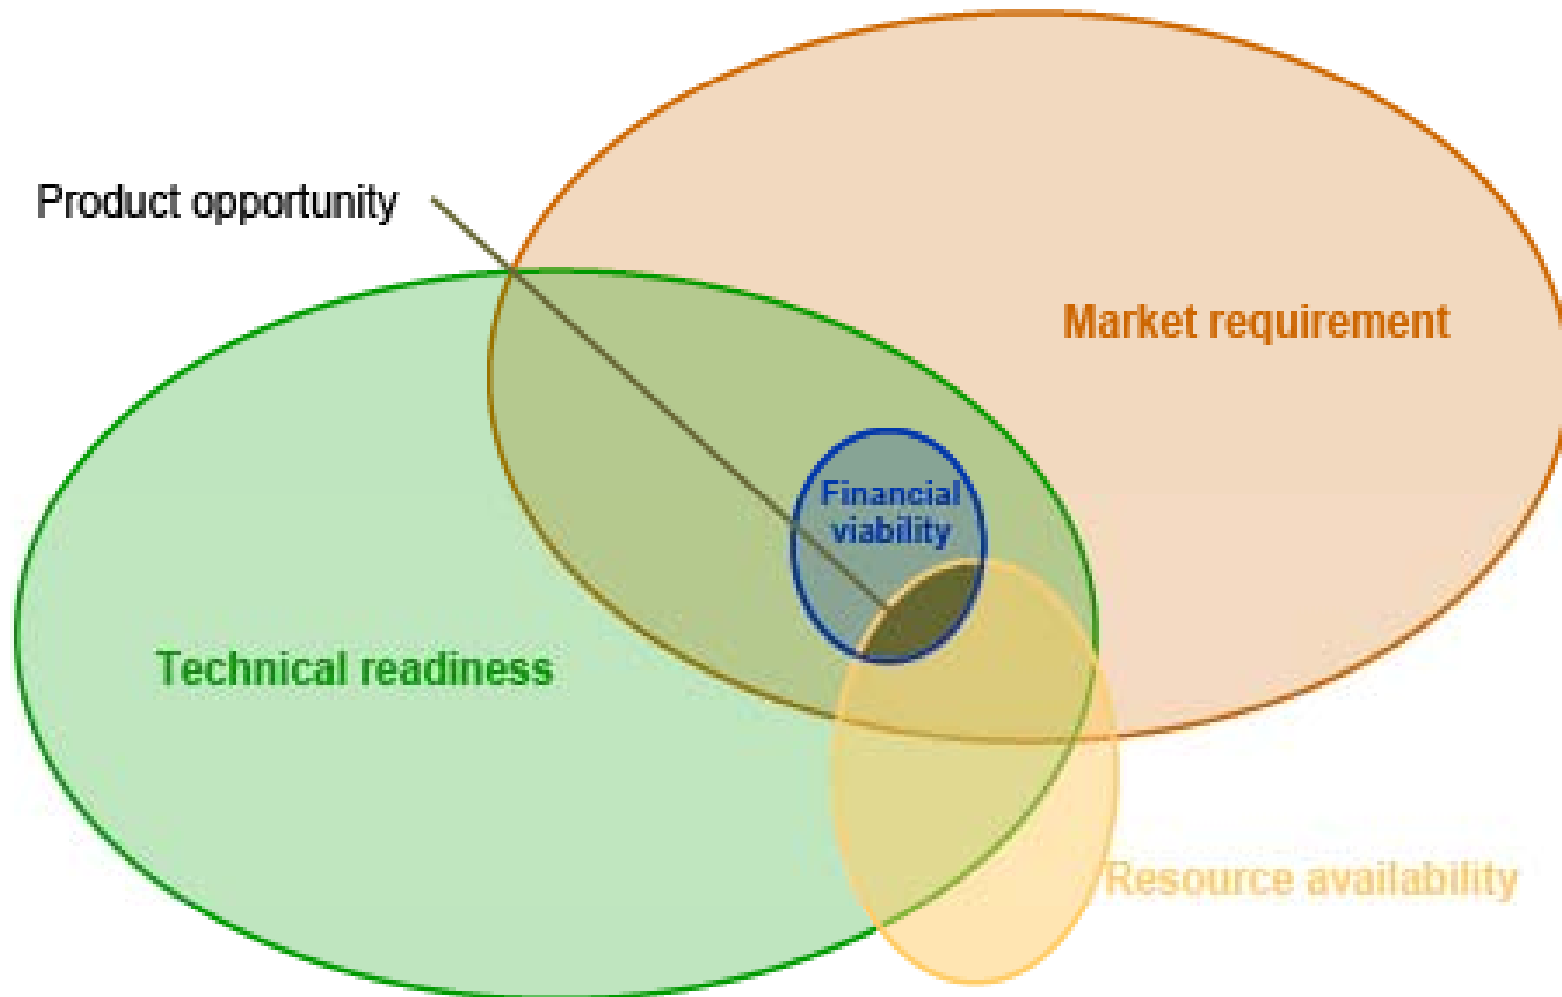 Product opportunity
Market requirement
Financial
viability
Technical readiness
Resource availability